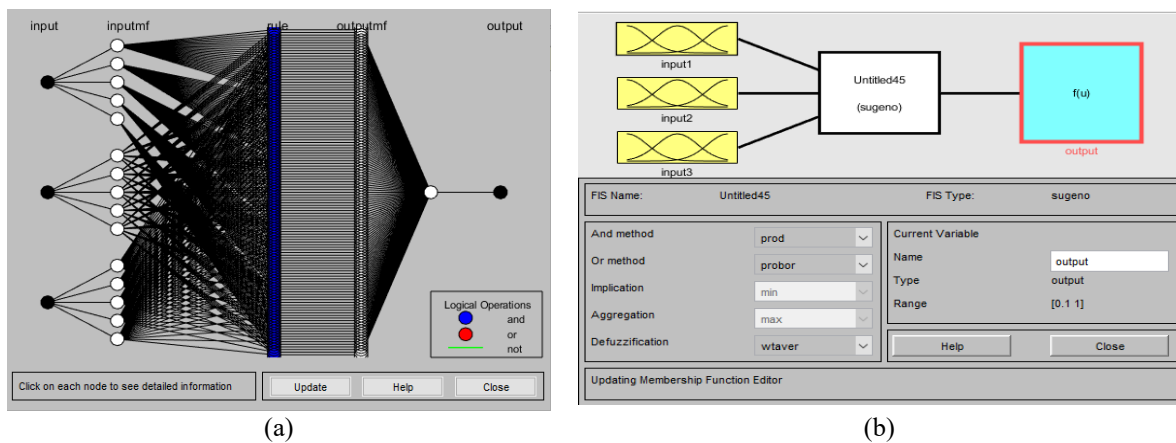 input
inputmf
rule
outputmf
output
Logical Operations
and
or
not
Click on each node to see detailed information
Update
Help
Close
(a)
input1
input2
input3
Untitled45
(sugeno)
f(u)
output
FIS Name:
Untitled45
FIS Type:
sugeno
And method
prod
Or method
probor
Implication
min
Aggregation
max
Defuzzification
wtaver
Current Variable
Name
output
Type
output
Range
[0.1 1]
Help
Close
Updating Membership Function Editor
(b)